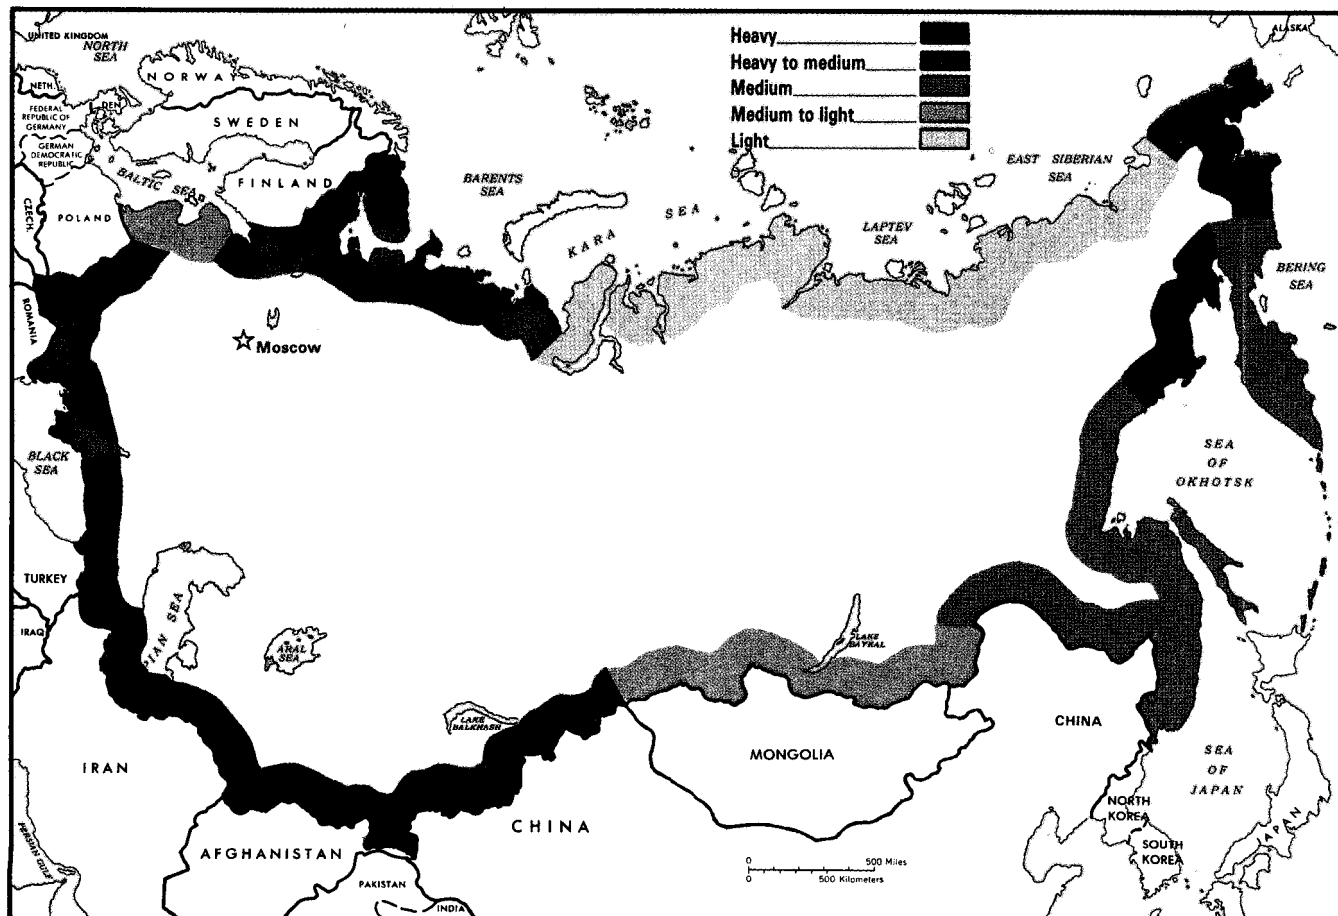 Heavy
Heavy to medium
Medium
Medium to light
Light
ALASKA
UNITED KINGDOM
NORTH
SEA
NORWAY
NETH.
DEN
FEDERAL
REPUBLIC OF
GERMANY
SWEDEN
GERMAN
DEMOCRATIC
REPUBLIC
BALTIC SEA
FINLAND
BARENTS
SEA
KARA SEA
LAPTEV
SEA
EAST SIBERIAN
SEA
BERING
SEA
CZECH.
POLAND
ROMANIA
Moscow
BLACK
SEA
SEA
OF
OKHOTSK
TURKEY
IRAQ
PIAN SEA
ARAL
SEA
LAKE
BAYKAL
LAKE
BALKHASH
IRAN
MONGOLIA
CHINA
SEA
OF
JAPAN
NORTH
KOREA
SOUTH
KOREA
JAPAN
CHINA
PERSIAN GULF
AFGHANISTAN
PAKISTAN
INDIA
0 500 Miles
0 500 Kilometers